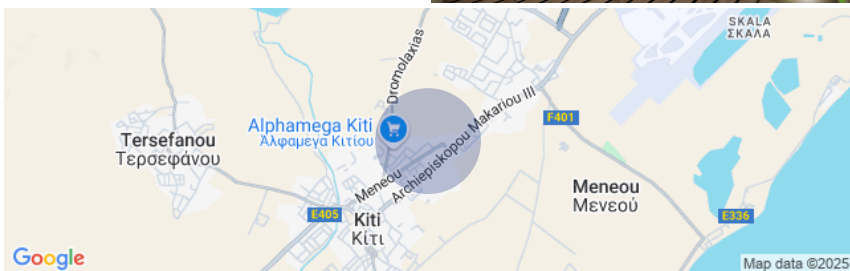 SKALA
ΣΚΑΛΑ
Dromolaxias
Alphamega Kiti
Άλφαμεγα Κιτίου
Archiepiskopou Makariou III
F401
Tersefanou
Τερσεφάνου
Meneou
Meneou
Μενεού
E405
Kiti
Κίτι
E336
Google
Map data ©2025